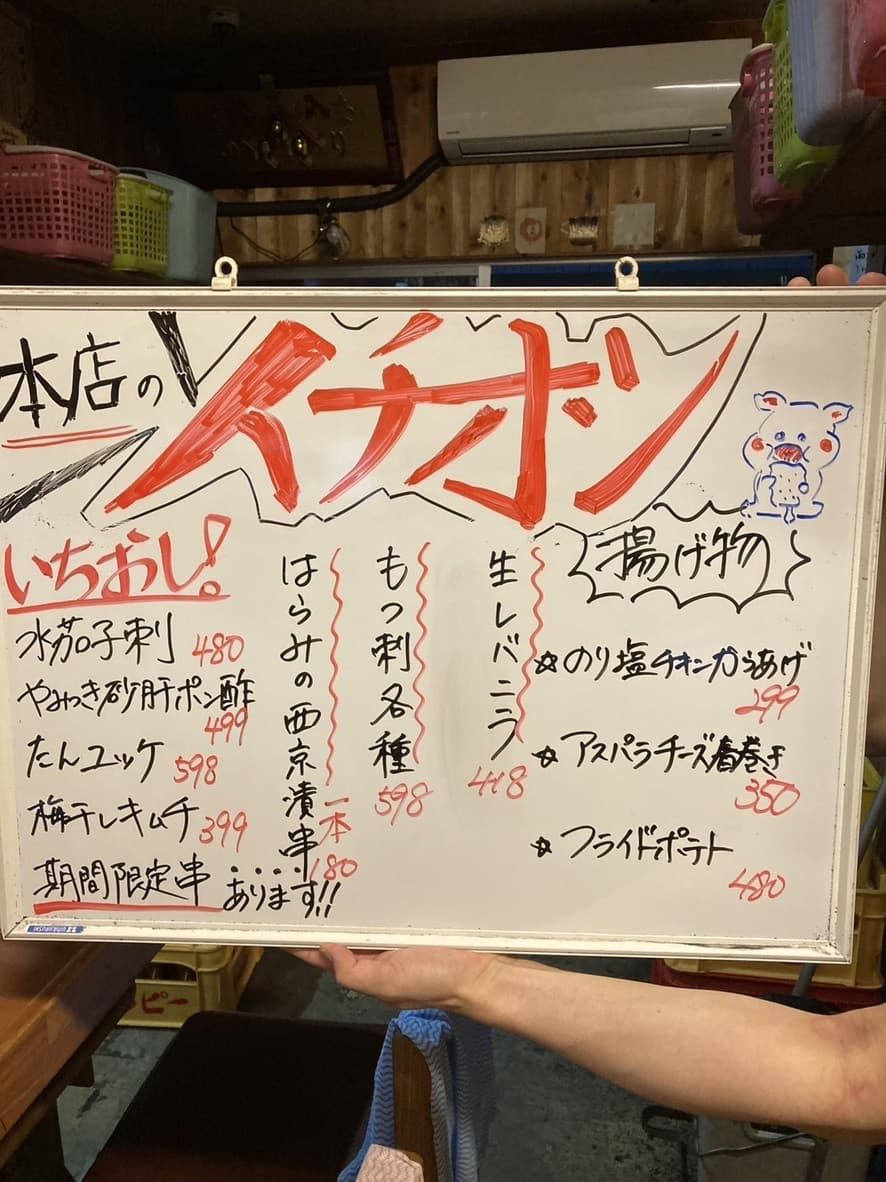 本店の
イチオシ
いちおし!
水茄子刺 480
やみつき砂肝ポン酢
499
たんユッケ 598
梅干しキムチ 399
期間限定串
あります!!
はらみの西京漬串
一本
180
もつ刺各種
598
生レバニラ
418
揚げ物
☆のり塩チキンからあげ
299
☆アスパラチーズ春巻き
350
☆フライドポテト
480
ピー